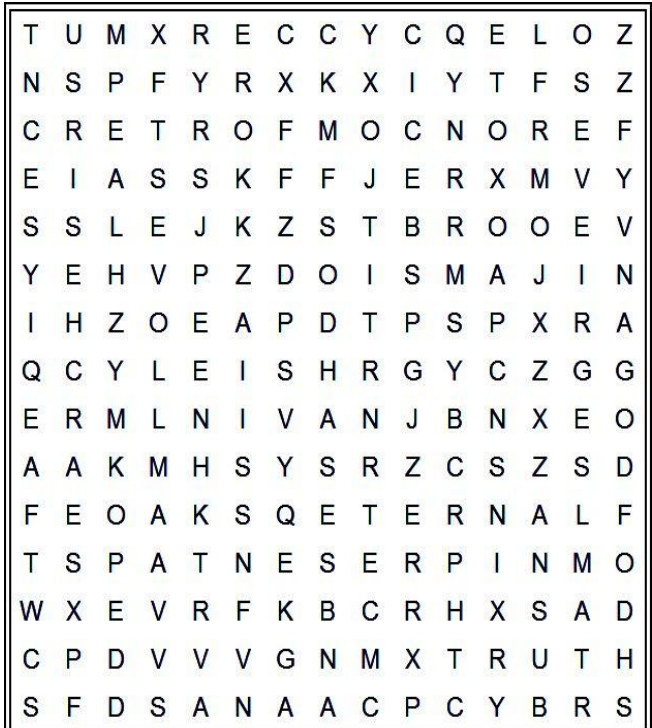 T U M X R E C C Y C Q E L O Z
N S P F Y R X K X I Y T F S Z
C R E T R O F M O C N O R E F
E I A S S K F F J E R X M V Y
S S L E J K Z S T B R O O E V
Y E H V P Z D O I S M A J I N
I H Z O E A P D T P S P X R A
Q C Y L E I S H R G Y C Z G G
E R M L N I V A N J B N X E O
A A K M H S Y S R Z C S Z S D
F E O A K S Q E T E R N A L F
T S P A T N E S E R P I N M O
W X E V R F K B C R H X S A D
C P D V V V G N M X T R U T H
S F D S A N A A C P C Y B R S